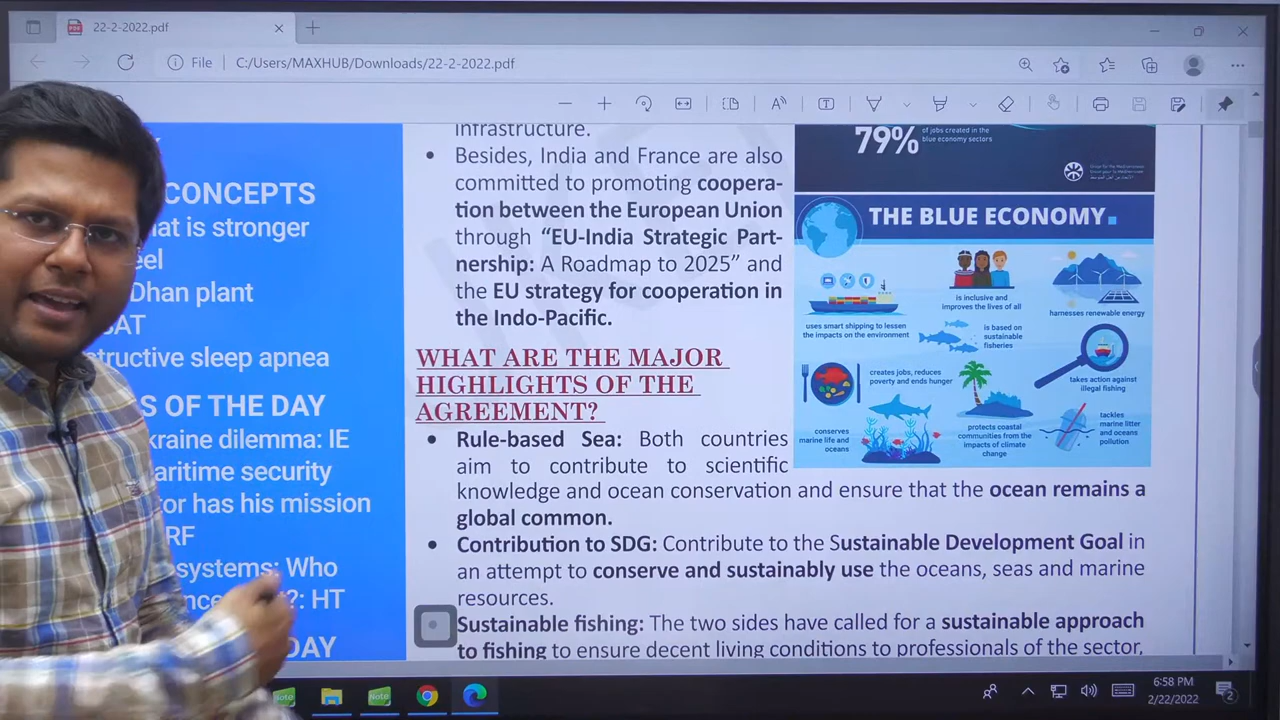 22-2-2022.pdf
File
C:/Users/MAXHUB/Downloads/22-2-2022.pdf
CONCEPTS
is stronger
Dhan plant
sleep apnea
OF THE DAY
dilemma: IE
security
has his mission
Who
HT
DAY
infrastructure.
• Besides, India and France are also
committed to promoting coopera-
tion between the European Union
through “EU-India Strategic Part-
nership: A Roadmap to 2025” and
the EU strategy for cooperation in
the Indo-Pacific.
WHAT ARE THE MAJOR
HIGHLIGHTS OF THE
AGREEMENT?
• Rule-based Sea: Both countries
aim to contribute to scientific
knowledge and ocean conservation and ensure that the ocean remains a
global common.
• Contribution to SDG: Contribute to the Sustainable Development Goal in
an attempt to conserve and sustainably use the oceans, seas and marine
resources.
Sustainable fishing: The two sides have called for a sustainable approach
to fishing to ensure decent living conditions to professionals of the sector,
79%
of jobs created in the
blue economy sectors
THE BLUE ECONOMY
uses smart shipping to lessen
the impacts on the environment
is inclusive and
improves the lives of all
harnesses renewable energy
is based on
sustainable
fisheries
creates jobs, reduces
poverty and ends hunger
takes action against
illegal fishing
conserves
marine life and
oceans
protects coastal
communities from the
impacts of climate
change
tackles
marine litter
and oceans
pollution
Note
Note
6:58 PM
2/22/2022
2